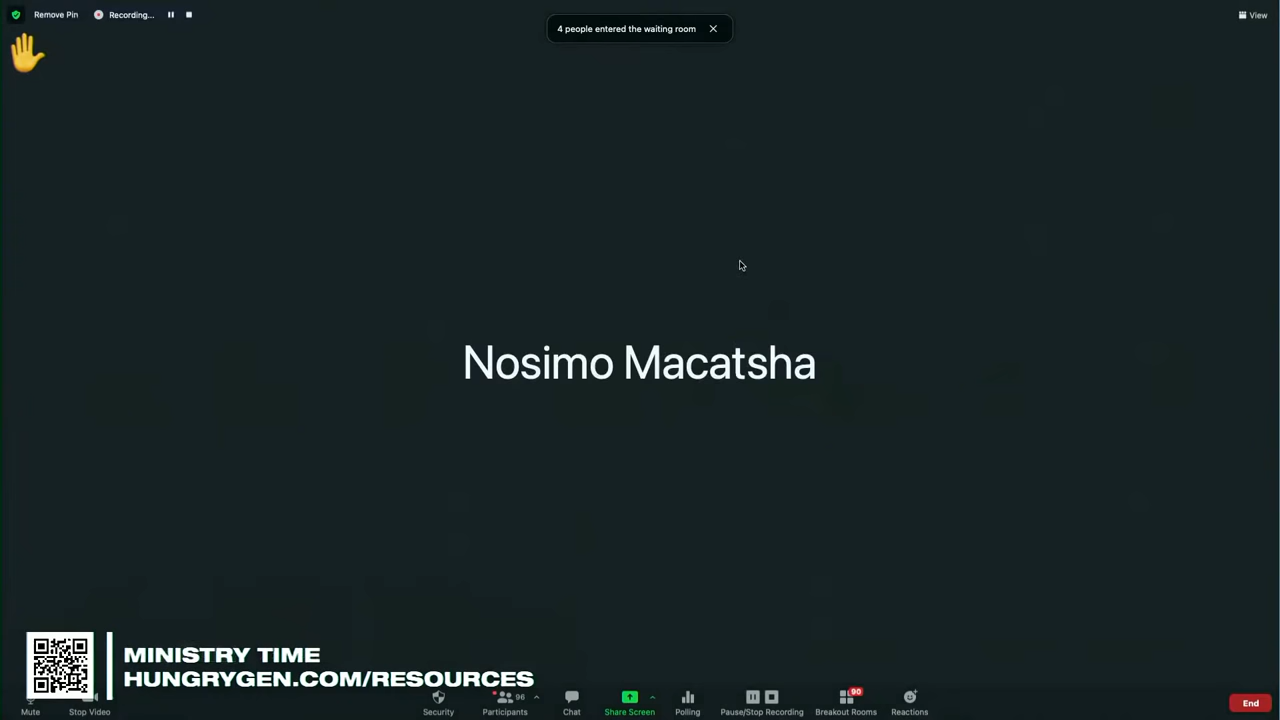 Remove Pin
Recording...
4 people entered the waiting room
View
Nosimo Macatsha
MINISTRY TIME
HUNGRYGEN.COM/RESOURCES
Mute
Stop Video
Security
Participants
96
Chat
Share Screen
Polling
Pause/Stop Recording
Breakout Rooms
90
Reactions
End